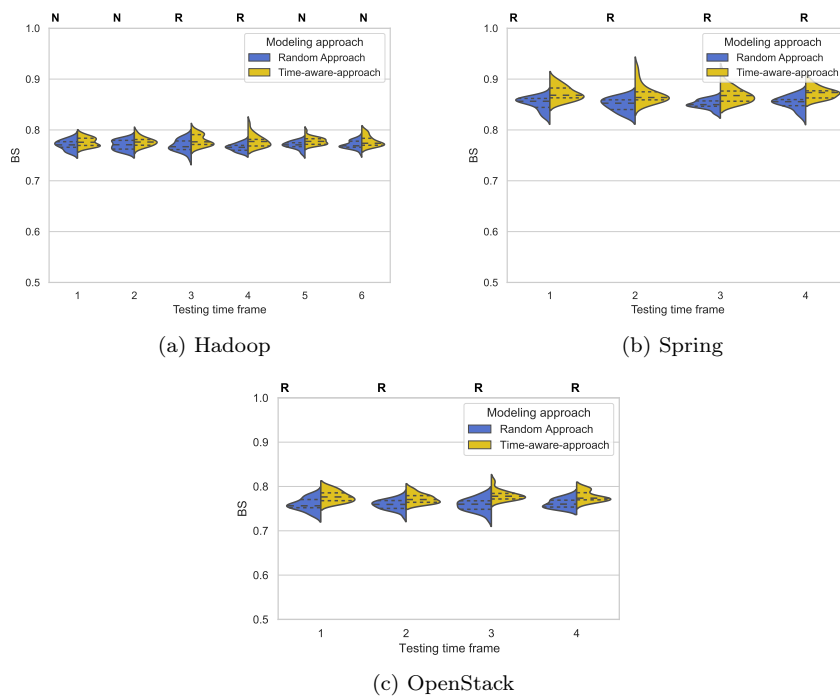 N N R R N N
1.0
0.9
0.8
0.7
0.6
0.5
BS
Modeling approach
Random Approach
Time-aware-approach
1 2 3 4 5 6
Testing time frame
(a) Hadoop
R R R R
1.0
0.9
0.8
0.7
0.6
0.5
BS
Modeling approach
Random Approach
Time-aware-approach
1 2 3 4
Testing time frame
(b) Spring
R R R R
1.0
0.9
0.8
0.7
0.6
0.5
BS
Modeling approach
Random Approach
Time-aware-approach
1 2 3 4
Testing time frame
(c) OpenStack